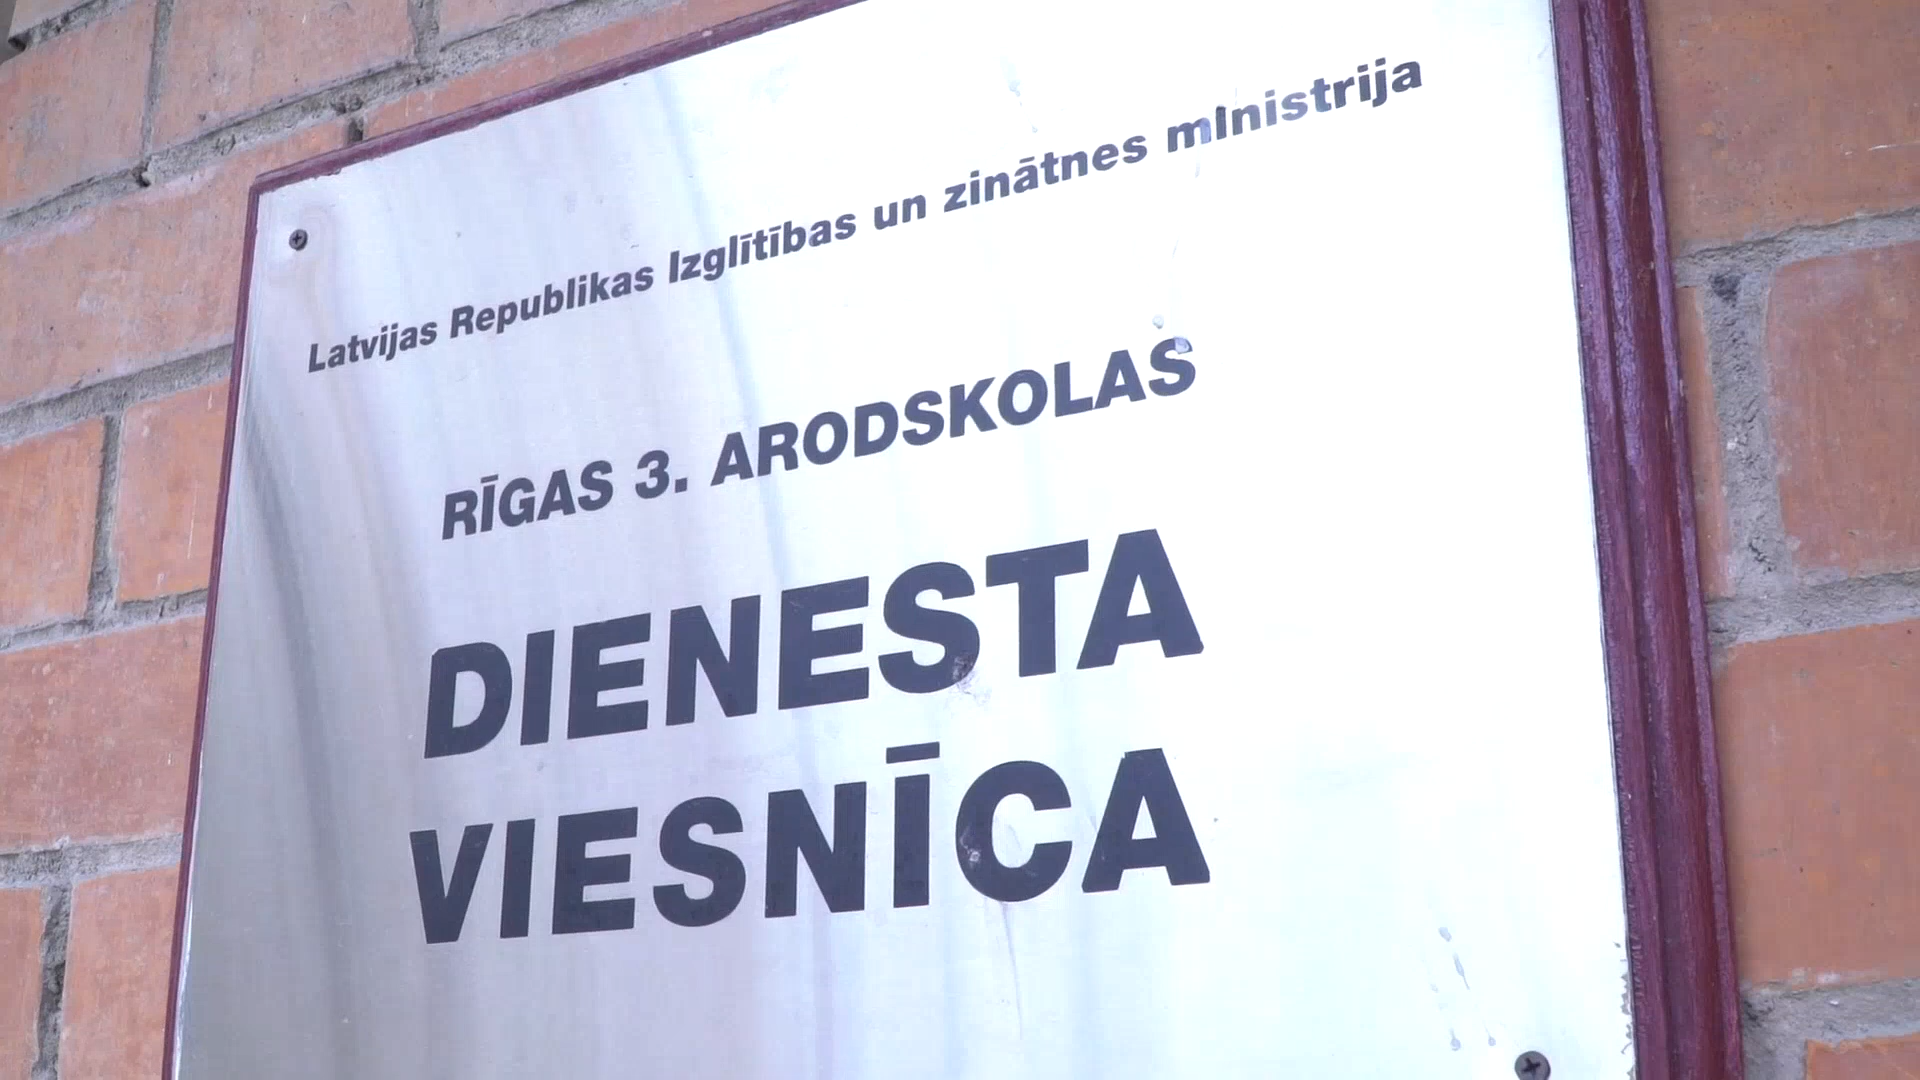 Latvijas Republikas Izglītības un zinātnes ministrija
RĪGAS 3. ARODSKOLAS
DIENESTA
VIESNĪCA